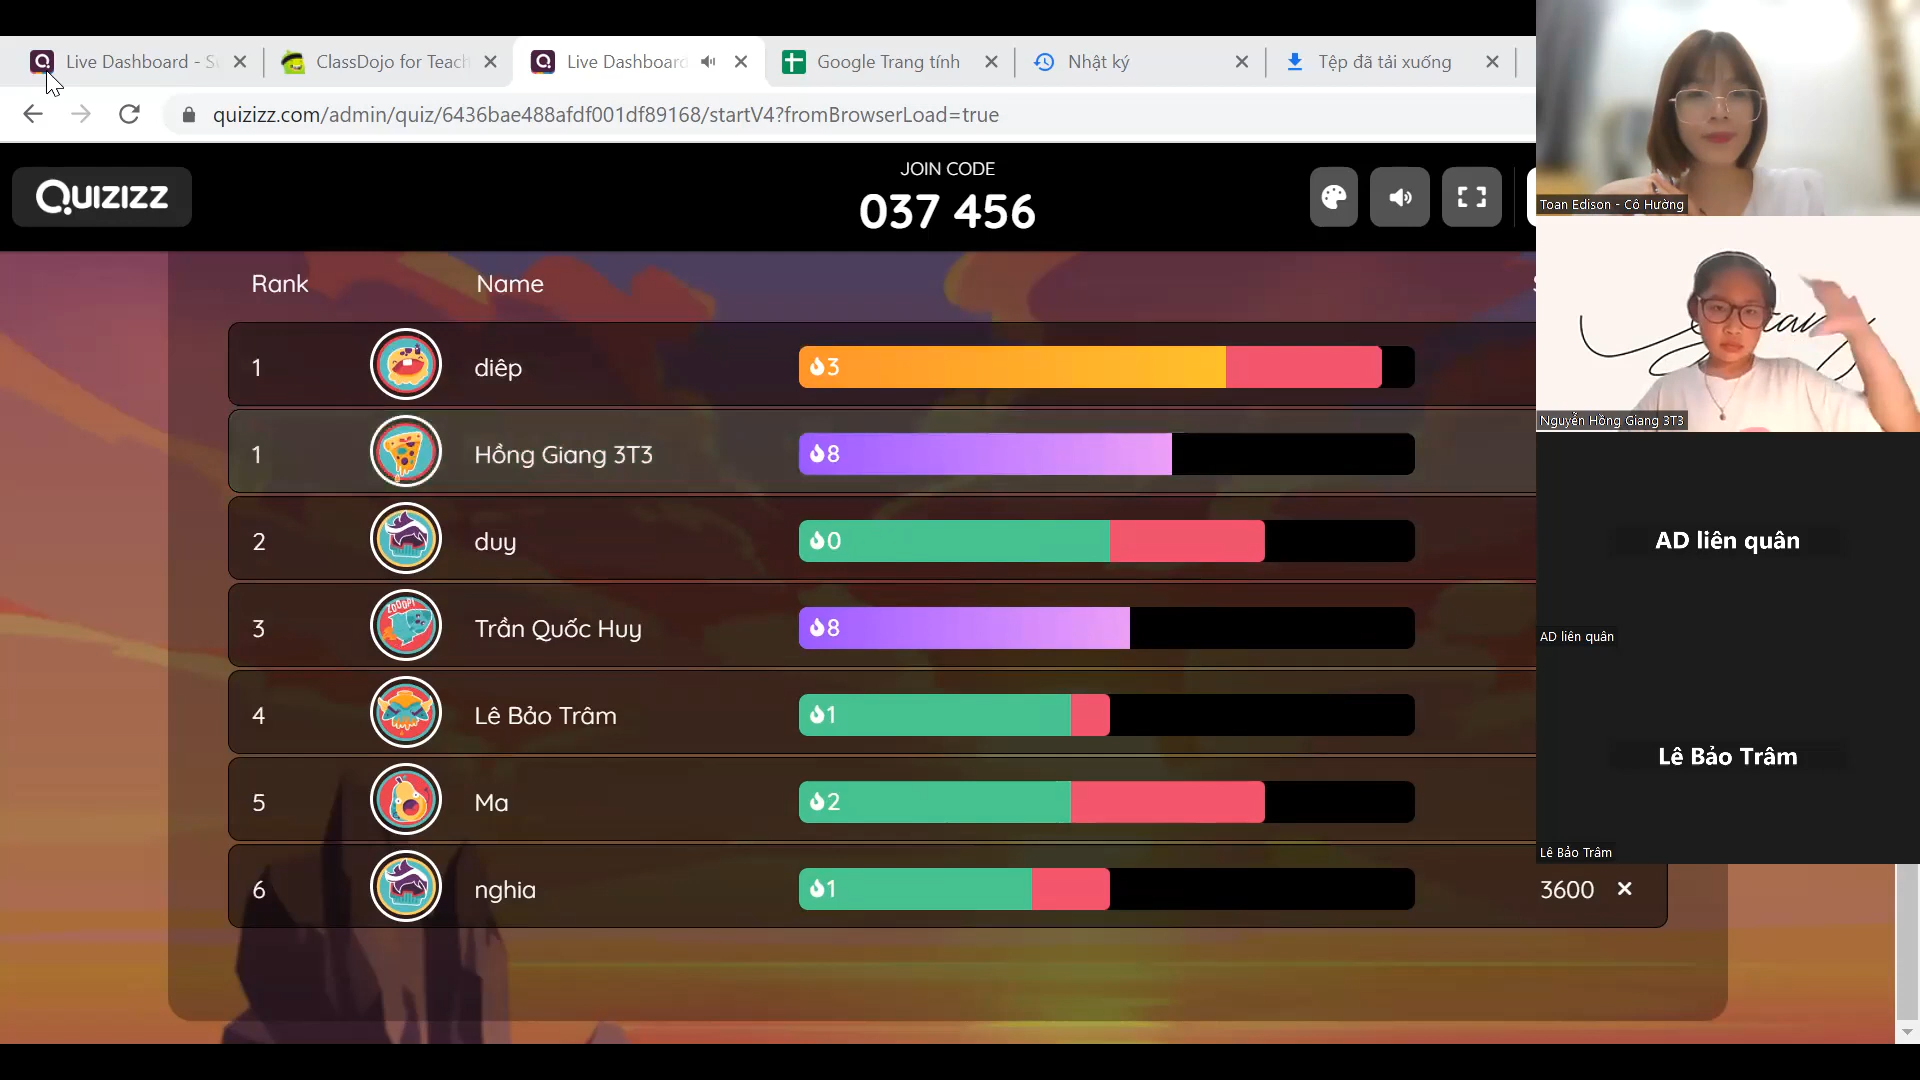 Live Dashboard - S
ClassDojo for Teach
Live Dashboard
Google Trang tính
Nhật ký
Tệp đã tải xuống
quizizz.com/admin/quiz/6436bae488afdf001df89168/startV4?fromBrowserLoad=true
QUIZIZZ
JOIN CODE
037 456
Rank Name
1 diêp 3
1 Hồng Giang 3T3 8
2 duy 0
3 Trần Quốc Huy 8
4 Lê Bảo Trâm 1
5 Ma 2
6 nghia 1 3600
ZOOOP!
Toan Edison - Cô Hường
Nguyễn Hồng Giang 3T3
AD liên quân
AD liên quân
Lê Bảo Trâm
Lê Bảo Trâm